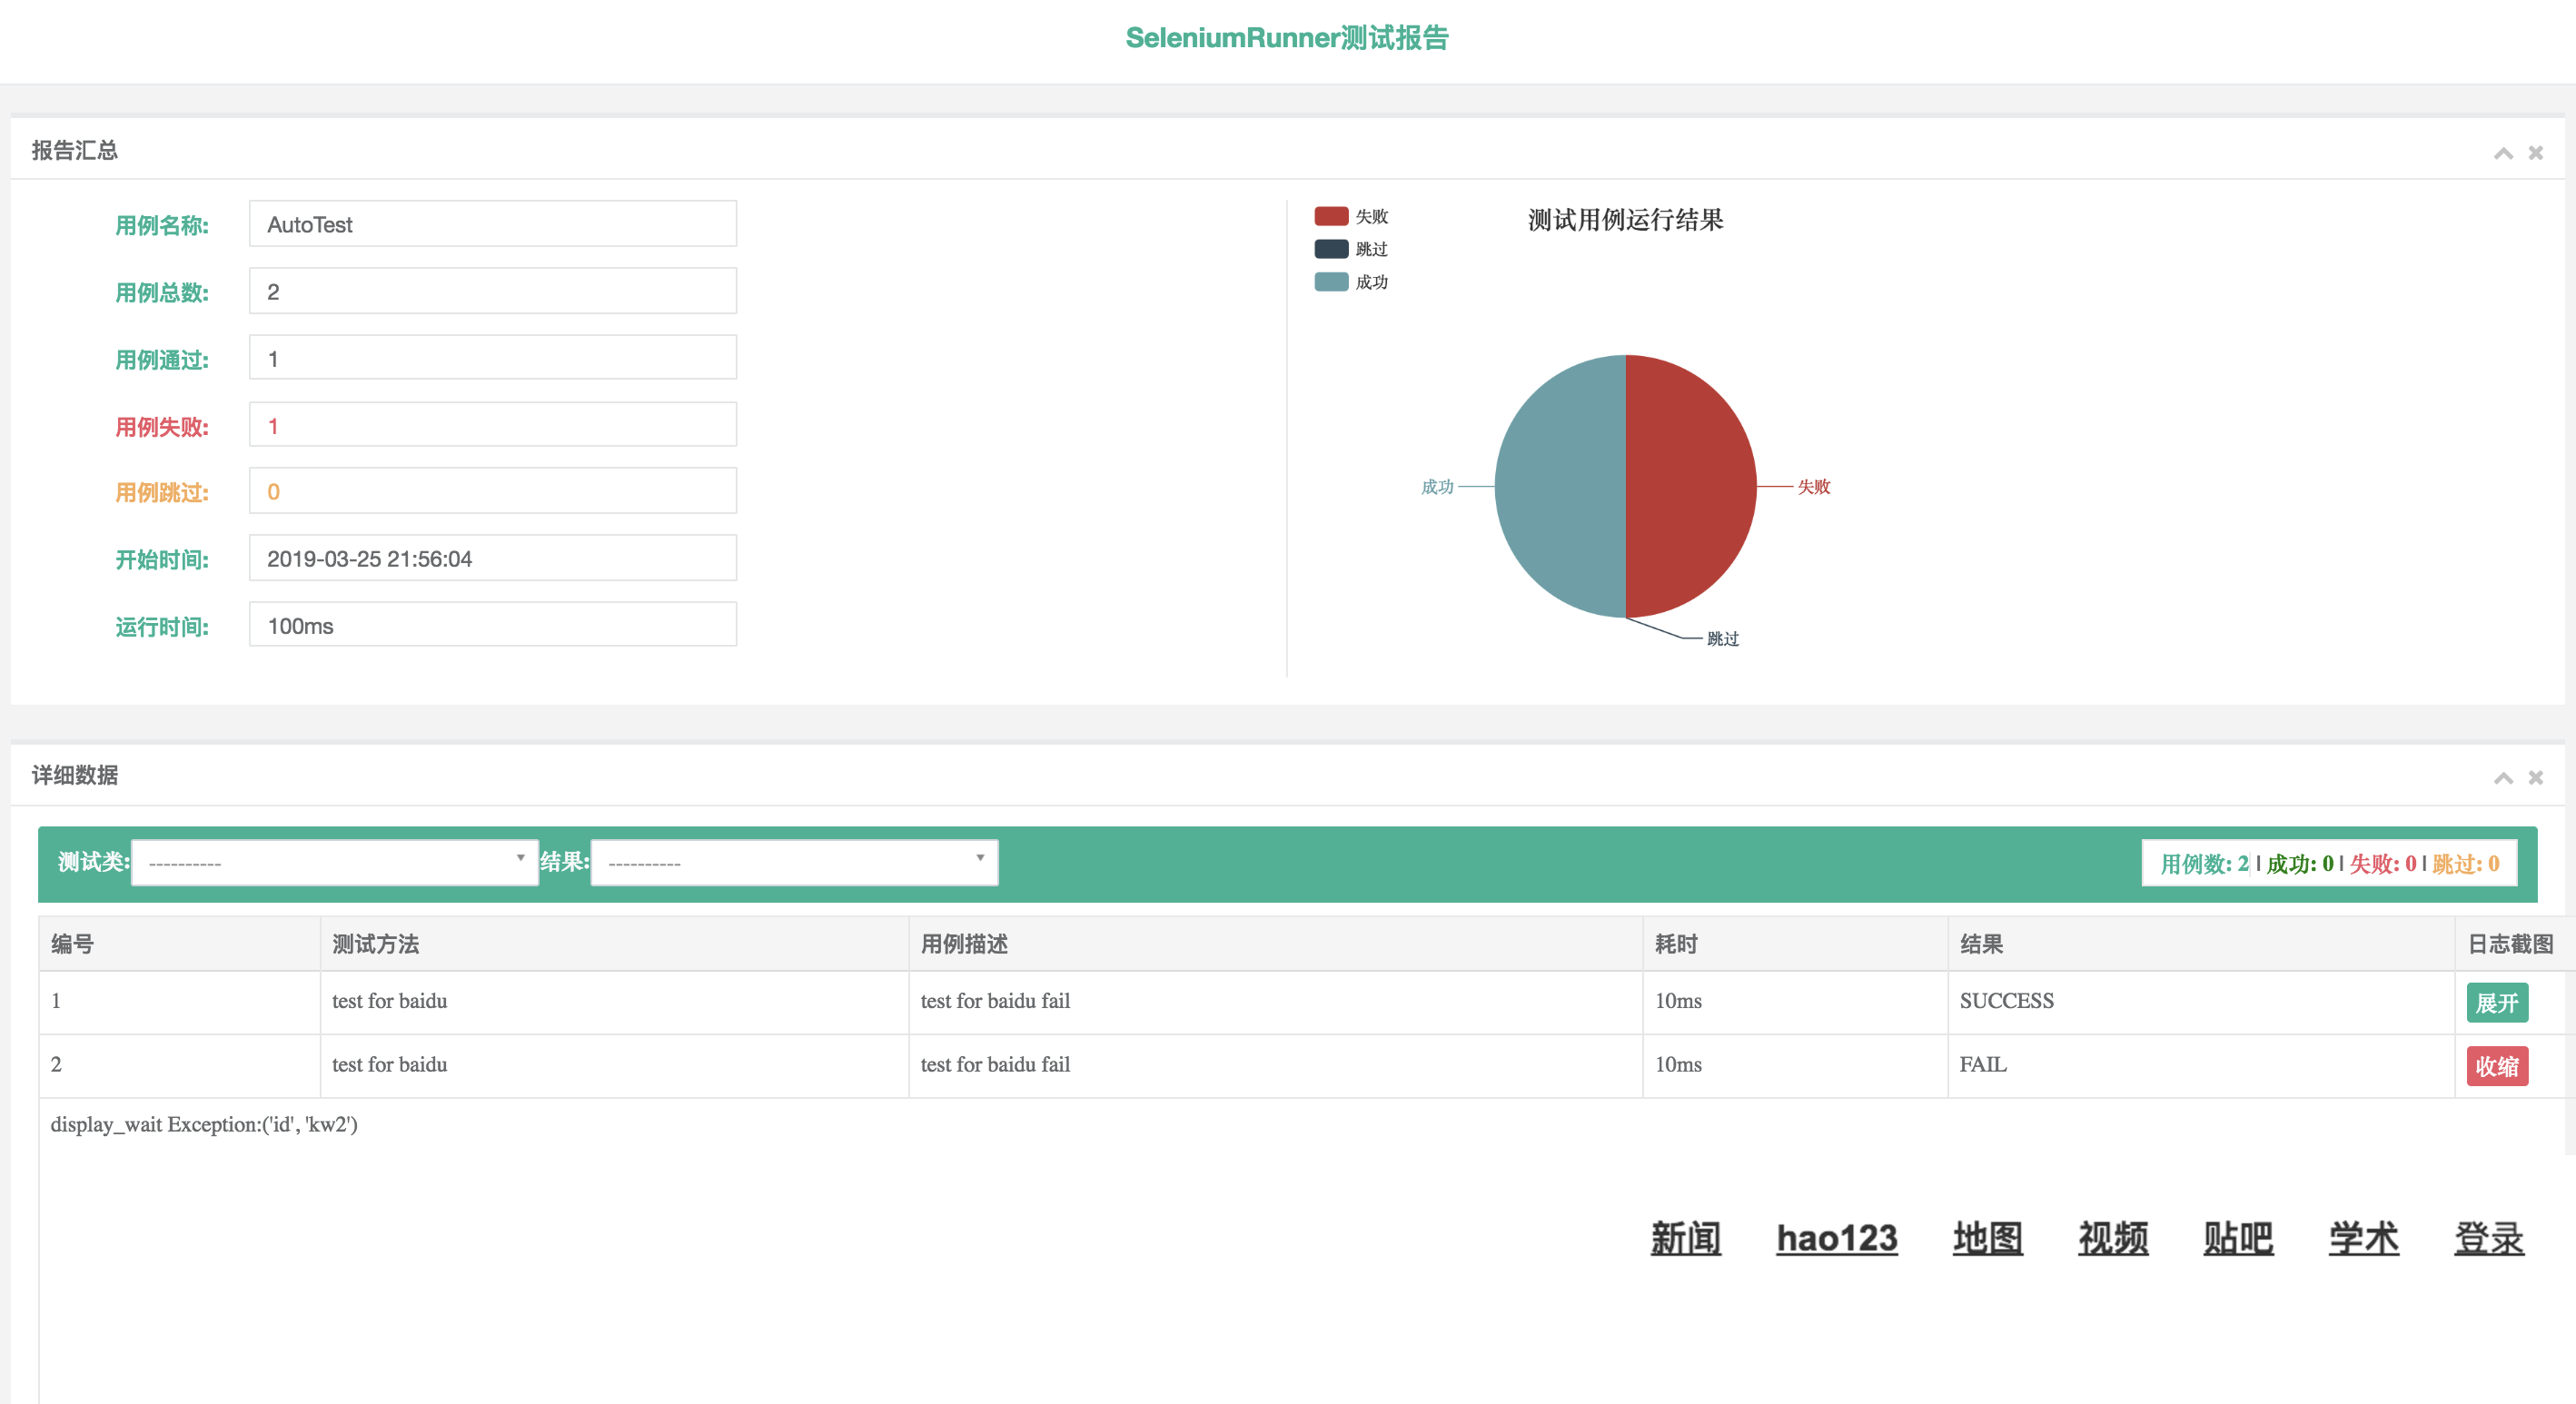 SeleniumRunner测试报告
报告汇总
用例名称: AutoTest
用例总数: 2
用例通过: 1
用例失败: 1
用例跳过: 0
开始时间: 2019-03-25 21:56:04
运行时间: 100ms
失败
跳过
成功
测试用例运行结果
成功
失败
跳过
详细数据
测试类: ---------- 结果: ---------- 用例数: 2 | 成功: 0 | 失败: 0 | 跳过: 0
编号 测试方法 用例描述 耗时 结果 日志截图
1 test for baidu test for baidu fail 10ms SUCCESS 展开
2 test for baidu test for baidu fail 10ms FAIL 收缩
display_wait Exception:('id', 'kw2')
新闻 hao123 地图 视频 贴吧 学术 登录